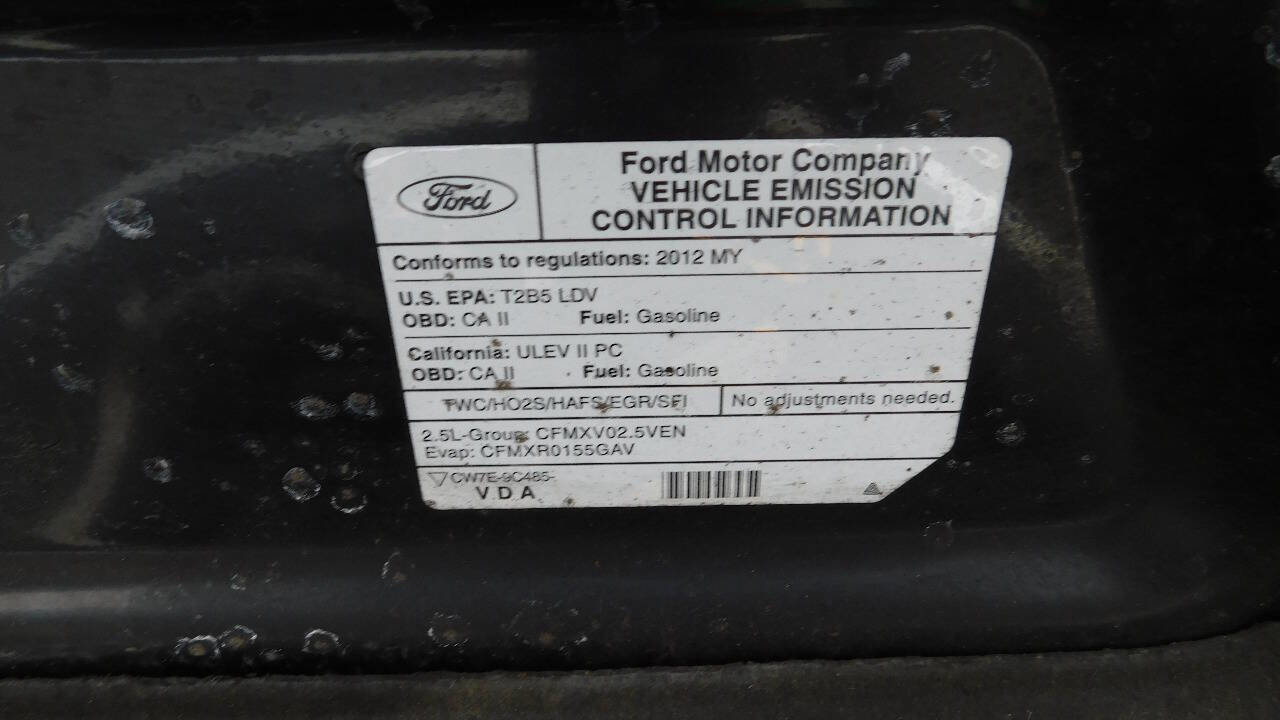 Ford
Ford Motor Company
VEHICLE EMISSION
CONTROL INFORMATION
Conforms to regulations: 2012 MY
U.S. EPA: T2B5 LDV
OBD: CA II Fuel: Gasoline
California: ULEV II PC
OBD: CA II Fuel: Gasoline
TWC/HO2S/HAFS/EGR/SFI No adjustments needed.
2.5L-Group: CFMXV02.5VEN
Evap: CFMXR0155GAV
CW7E-9C485-
VDA